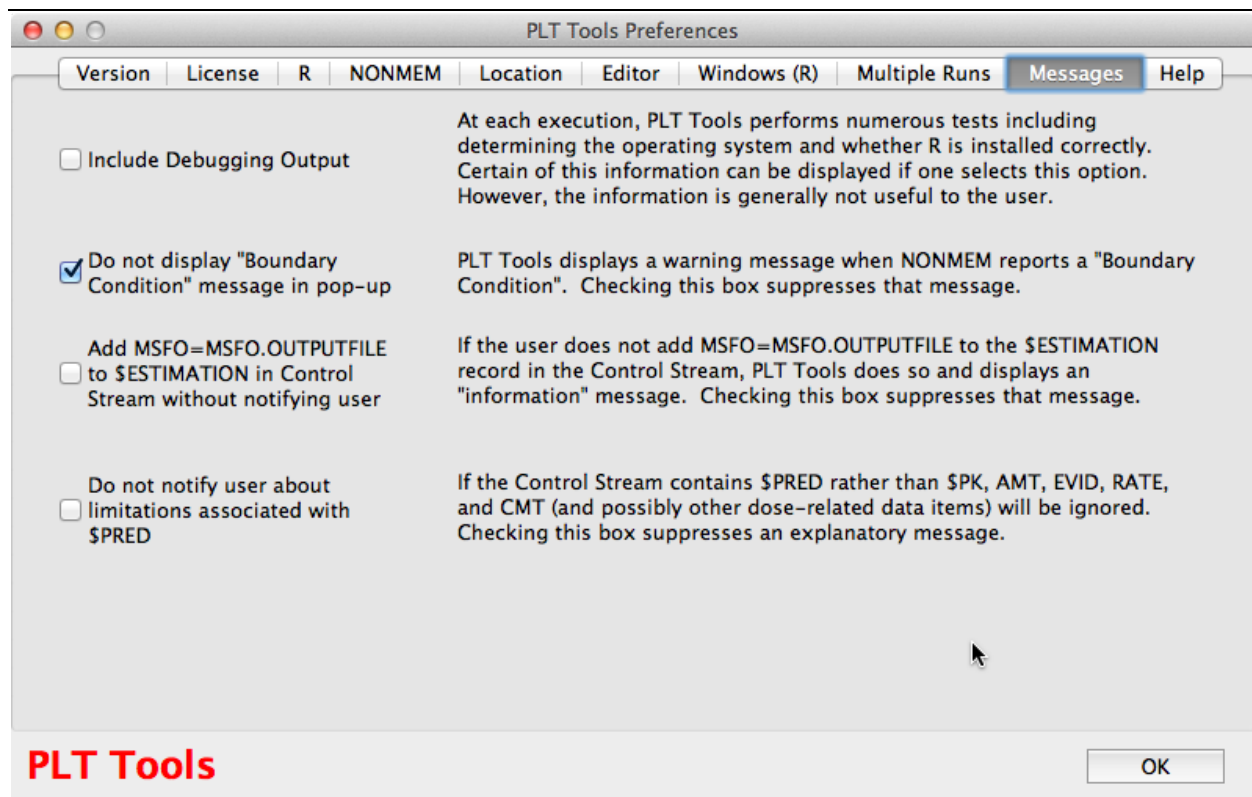 PLT Tools Preferences
Version License R NONMEM Location Editor Windows (R) Multiple Runs Messages Help
Include Debugging Output
At each execution, PLT Tools performs numerous tests including
determining the operating system and whether R is installed correctly.
Certain of this information can be displayed if one selects this option.
However, the information is generally not useful to the user.
Do not display "Boundary
Condition" message in pop-up
PLT Tools displays a warning message when NONMEM reports a "Boundary
Condition".  Checking this box suppresses that message.
Add MSFO=MSFO.OUTPUTFILE
to $ESTIMATION in Control
Stream without notifying user
If the user does not add MSFO=MSFO.OUTPUTFILE to the $ESTIMATION
record in the Control Stream, PLT Tools does so and displays an
"information" message.  Checking this box suppresses that message.
Do not notify user about
limitations associated with
$PRED
If the Control Stream contains $PRED rather than $PK, AMT, EVID, RATE,
and CMT (and possibly other dose-related data items) will be ignored.
Checking this box suppresses an explanatory message.
PLT Tools
OK